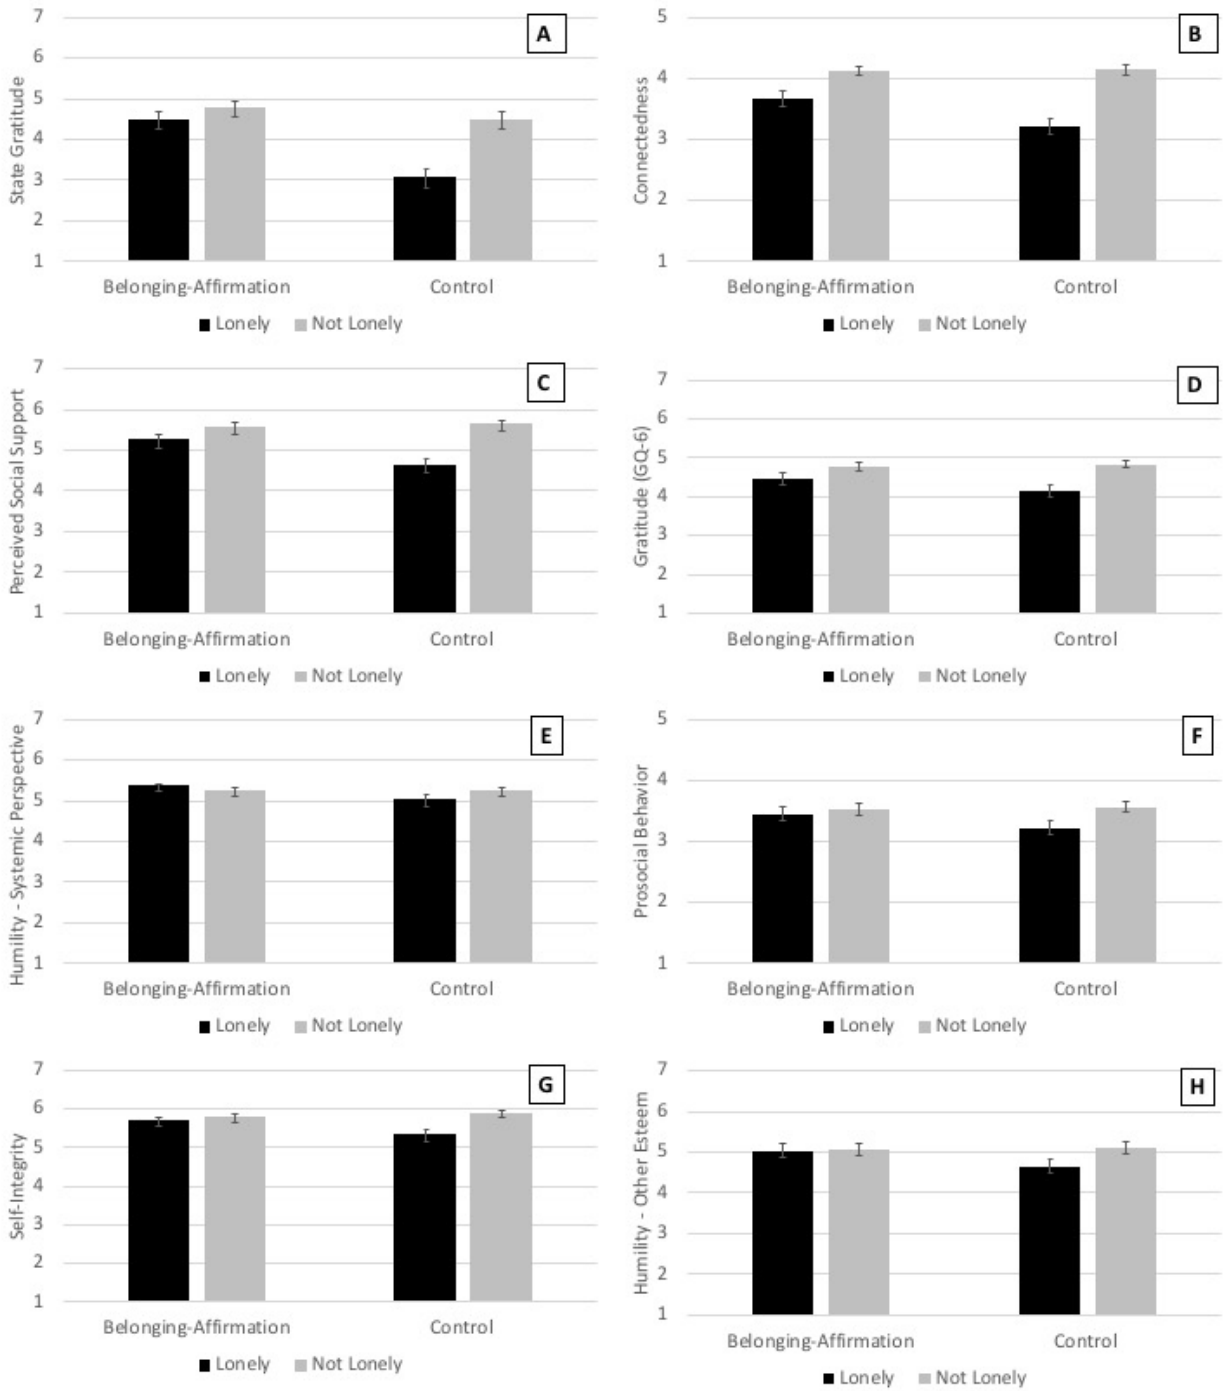 A
State Gratitude
7
6
5
4
3
2
1
Belonging-Affirmation Control
Lonely Not Lonely
B
Connectedness
5
4
3
2
1
Belonging-Affirmation Control
Lonely Not Lonely
C
Perceived Social Support
7
6
5
4
3
2
1
Belonging-Affirmation Control
Lonely Not Lonely
D
Gratitude (GQ-6)
7
6
5
4
3
2
1
Belonging-Affirmation Control
Lonely Not Lonely
E
Humility - Systemic Perspective
7
6
5
4
3
2
1
Belonging-Affirmation Control
Lonely Not Lonely
F
Prosocial Behavior
5
4
3
2
1
Belonging-Affirmation Control
Lonely Not Lonely
G
Self-Integrity
7
6
5
4
3
2
1
Belonging-Affirmation Control
Lonely Not Lonely
H
Humility - Other Esteem
7
6
5
4
3
2
1
Belonging-Affirmation Control
Lonely Not Lonely